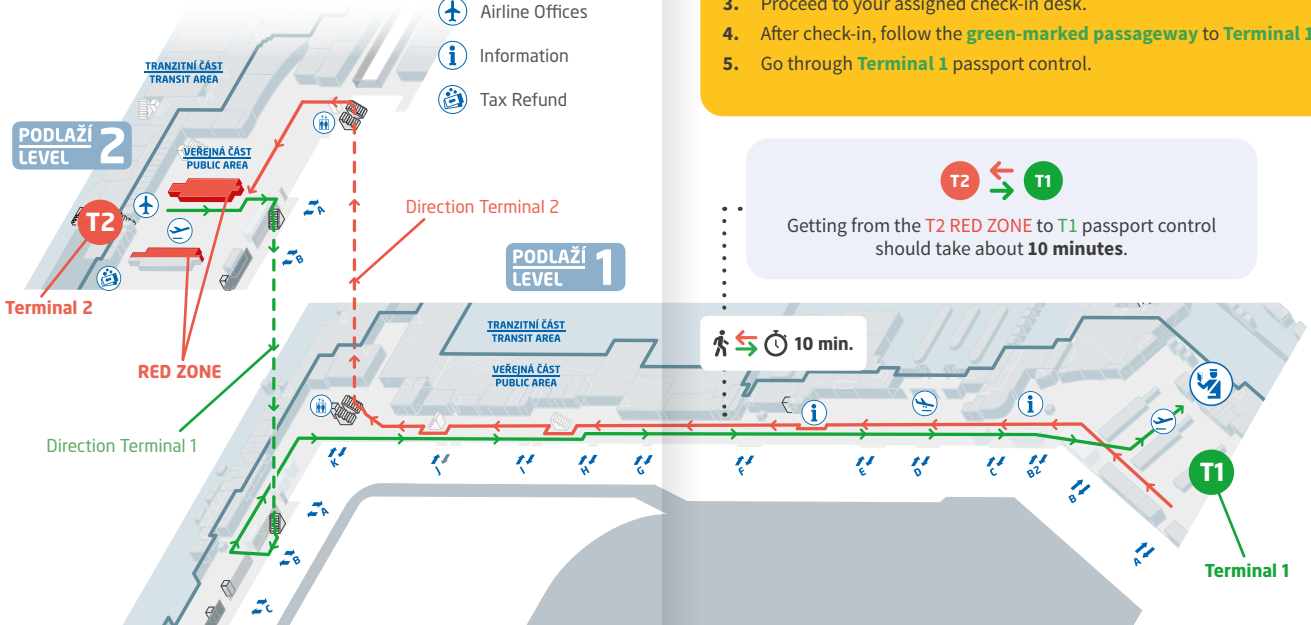 Airline Offices
Information
Tax Refund
3. Proceed to your assigned check-in desk.
4. After check-in, follow the green-marked passageway to Terminal 1
5. Go through Terminal 1 passport control.
TRANZITNÍ ČÁST
TRANSIT AREA
PODLAŽÍ
LEVEL 2
VEŘEJNÁ ČÁST
PUBLIC AREA
T2
A
B
Terminal 2
RED ZONE
Direction Terminal 1
Direction Terminal 2
PODLAŽÍ
LEVEL 1
T2 T1
Getting from the T2 RED ZONE to T1 passport control
should take about 10 minutes.
TRANZITNÍ ČÁST
TRANSIT AREA
VEŘEJNÁ ČÁST
PUBLIC AREA
10 min.
K
J
I
H
G
F
E
D
C
B2
B
A
A
B
C
T1
Terminal 1